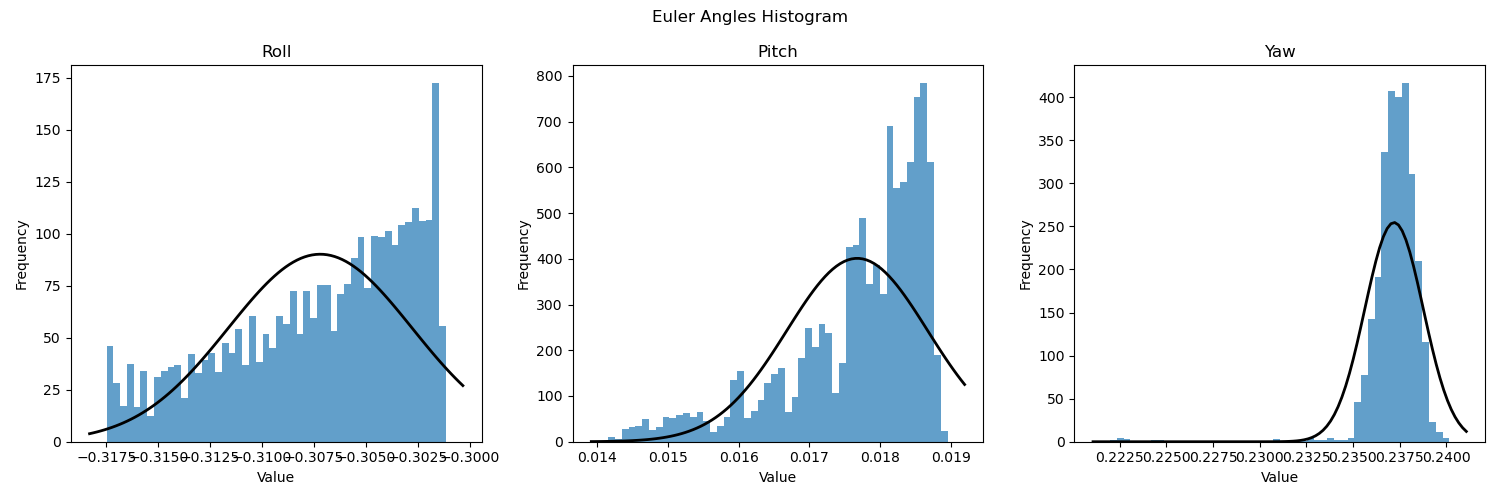 Euler Angles Histogram
Roll
Frequency
175
150
125
100
75
50
25
0
−0.3175 −0.3150 −0.3125 −0.3100 −0.3075 −0.3050 −0.3025 −0.3000
Value
Pitch
Frequency
800
700
600
500
400
300
200
100
0
0.014 0.015 0.016 0.017 0.018 0.019
Value
Yaw
Frequency
400
350
300
250
200
150
100
50
0
0.2225 0.2250 0.2275 0.2300 0.2325 0.2350 0.2375 0.2400
Value